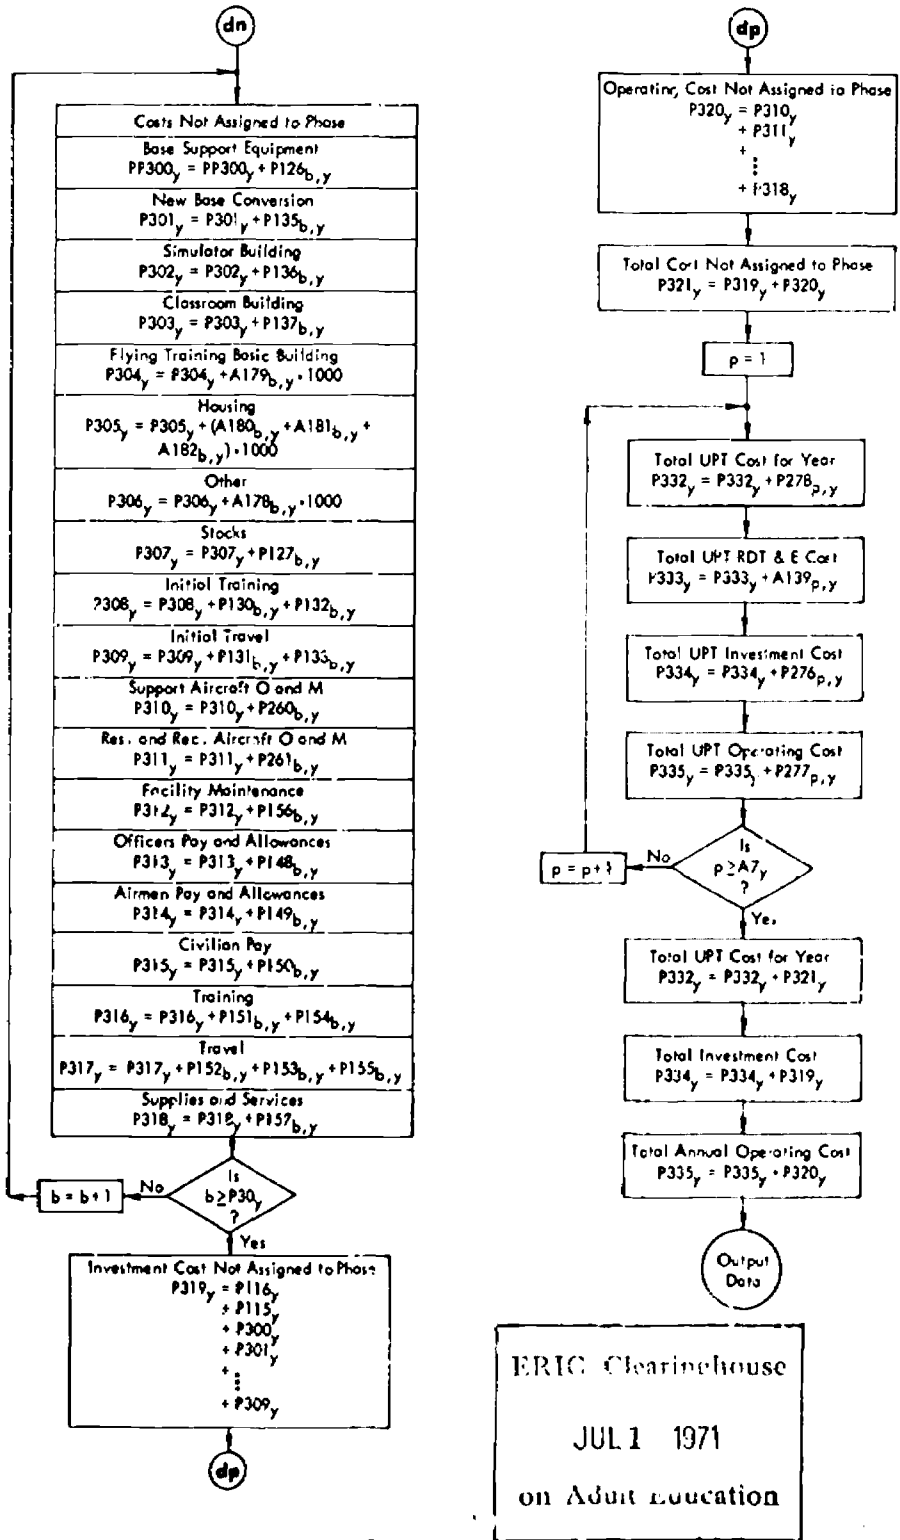 dn
Costs Not Assigned to Phase
Base Support Equipment
PP300y = PP300y + P126b,y
New Base Conversion
P301y = P301y + P135b,y
Simulator Building
P302y = P302y + P136b,y
Classroom Building
P303y = P303y + P137b,y
Flying Training Basic Building
P304y = P304y + A179b,y · 1000
Housing
P305y = P305y + (A180b,y + A181b,y +
A182b,y) · 1000
Other
P306y = P306y + A178b,y · 1000
Stocks
P307y = P307y + P127b,y
Initial Training
P308y = P308y + P130b,y + P132b,y
Initial Travel
P309y = P309y + P131b,y + P133b,y
Support Aircraft O and M
P310y = P310y + P260b,y
Res. and Rec. Aircraft O and M
P311y = P311y + P261b,y
Facility Maintenance
P312y = P312y + P156b,y
Officers Pay and Allowances
P313y = P313y + P148b,y
Airmen Pay and Allowances
P314y = P314y + P149b,y
Civilian Pay
P315y = P315y + P150b,y
Training
P316y = P316y + P151b,y + P154b,y
Travel
P317y = P317y + P152b,y + P153b,y + P155b,y
Supplies and Services
P318y = P318y + P157b,y
Is
b ≥ P30y
?
No
b = b + 1
Yes
Investment Cost Not Assigned to Phase
P319y = P116y
+ P115y
+ P300y
+ P301y
+
⋮
+ P309y
dp
dp
Operating Cost Not Assigned to Phase
P320y = P310y
+ P311y
+
⋮
+ P318y
Total Cost Not Assigned to Phase
P321y = P319y + P320y
p = 1
Total UPT Cost for Year
P332y = P332y + P278p,y
Total UPT RDT & E Cost
P333y = P333y + A139p,y
Total UPT Investment Cost
P334y = P334y + P276p,y
Total UPT Operating Cost
P335y = P335y + P277p,y
Is
p ≥ A7y
?
No
p = p + 1
Yes
Total UPT Cost for Year
P332y = P332y + P321y
Total Investment Cost
P334y = P334y + P319y
Total Annual Operating Cost
P335y = P335y + P320y
Output
Data
ERIC Clearinghouse
JUL 1 1971
on Adult Education